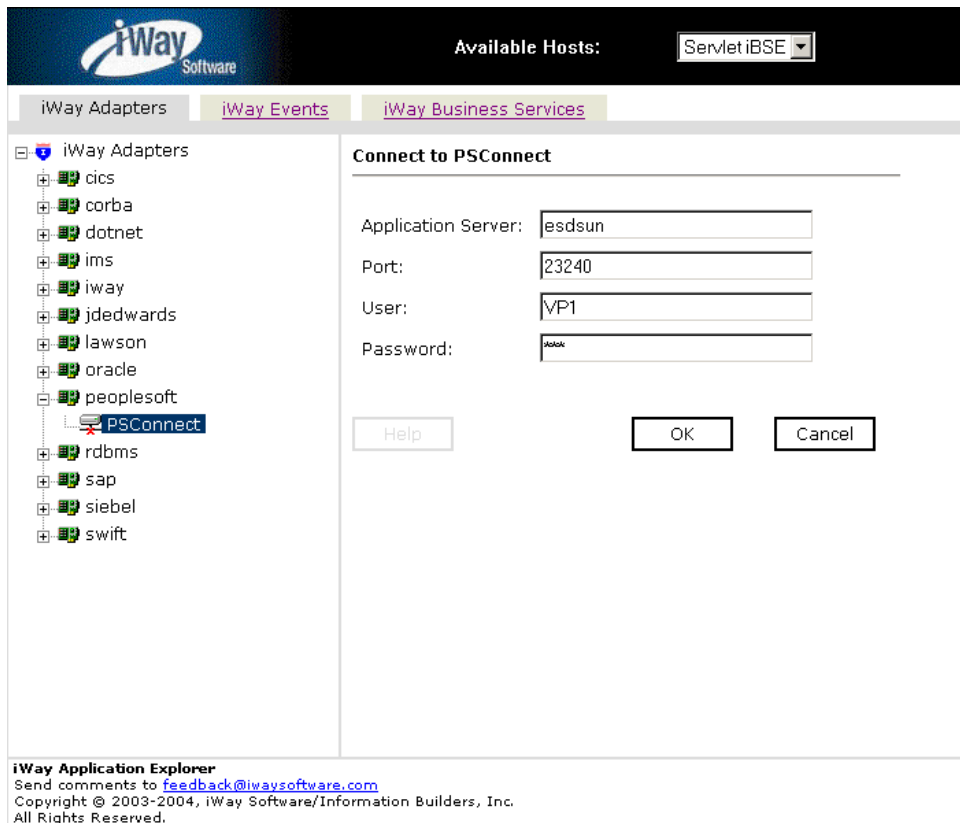 iWay
Software
Available Hosts:
Servlet iBSE
iWay Adapters
iWay Events
iWay Business Services
iWay Adapters
cics
corba
dotnet
ims
iway
jdedwards
lawson
oracle
peoplesoft
PSConnect
rdbms
sap
siebel
swift
Connect to PSConnect
Application Server: esdsun
Port: 23240
User: VP1
Password: ****
Help OK Cancel
iWay Application Explorer
Send comments to feedback@iwaysoftware.com
Copyright © 2003-2004, iWay Software/Information Builders, Inc.
All Rights Reserved.